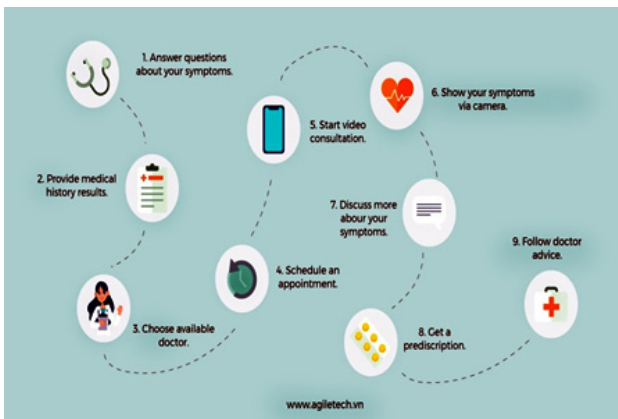 1. Answer questions
about your symptoms.
2. Provide medical
history results.
3. Choose available
doctor.
4. Schedule an
appointment.
5. Start video
consultation.
6. Show your symptoms
via camera.
7. Discuss more
abour your
symptoms.
8. Get a
prediscription.
9. Follow doctor
advice.
www.agiletech.vn